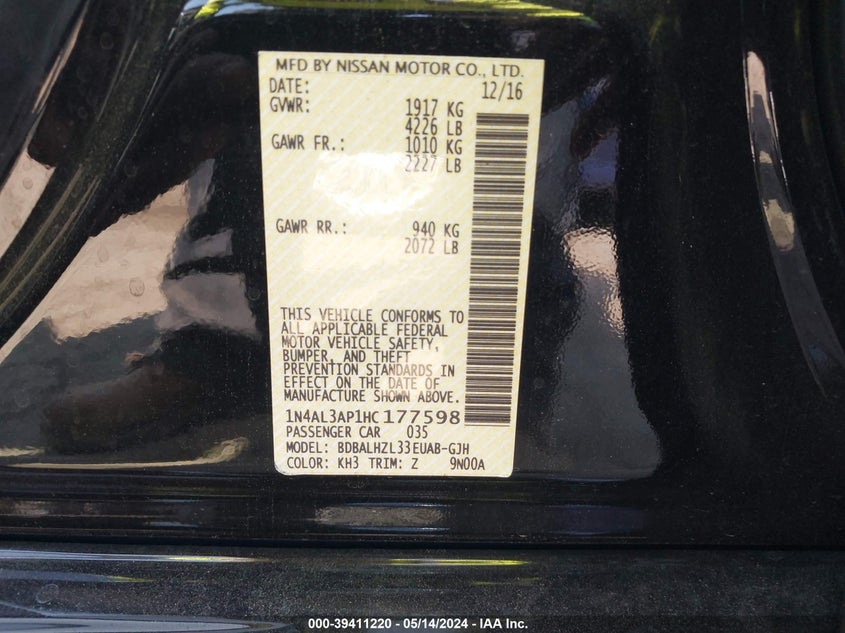 MFD BY NISSAN MOTOR CO., LTD.
DATE: 12/16
GVWR: 1917 KG
4226 LB
GAWR FR.: 1010 KG
2227 LB
GAWR RR.: 940 KG
2072 LB
THIS VEHICLE CONFORMS TO
ALL APPLICABLE FEDERAL
MOTOR VEHICLE SAFETY,
BUMPER, AND THEFT
PREVENTION STANDARDS IN
EFFECT ON THE DATE OF
MANUFACTURE SHOWN ABOVE.
1N4AL3AP1HC177598
PASSENGER CAR 035
MODEL: BDBALHZL33EUAB-GJH
COLOR: KH3 TRIM: Z 9N00A
000-39411220 - 05/14/2024 - IAA Inc.